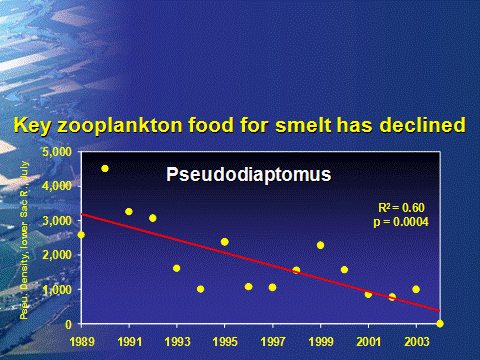 Key zooplankton food for smelt has declined
Pseu. Density, lower Sac R., July
5,000
4,000
3,000
2,000
1,000
0
Pseudodiaptomus
R² = 0.60
p = 0.0004
1989 1991 1993 1995 1997 1999 2001 2003